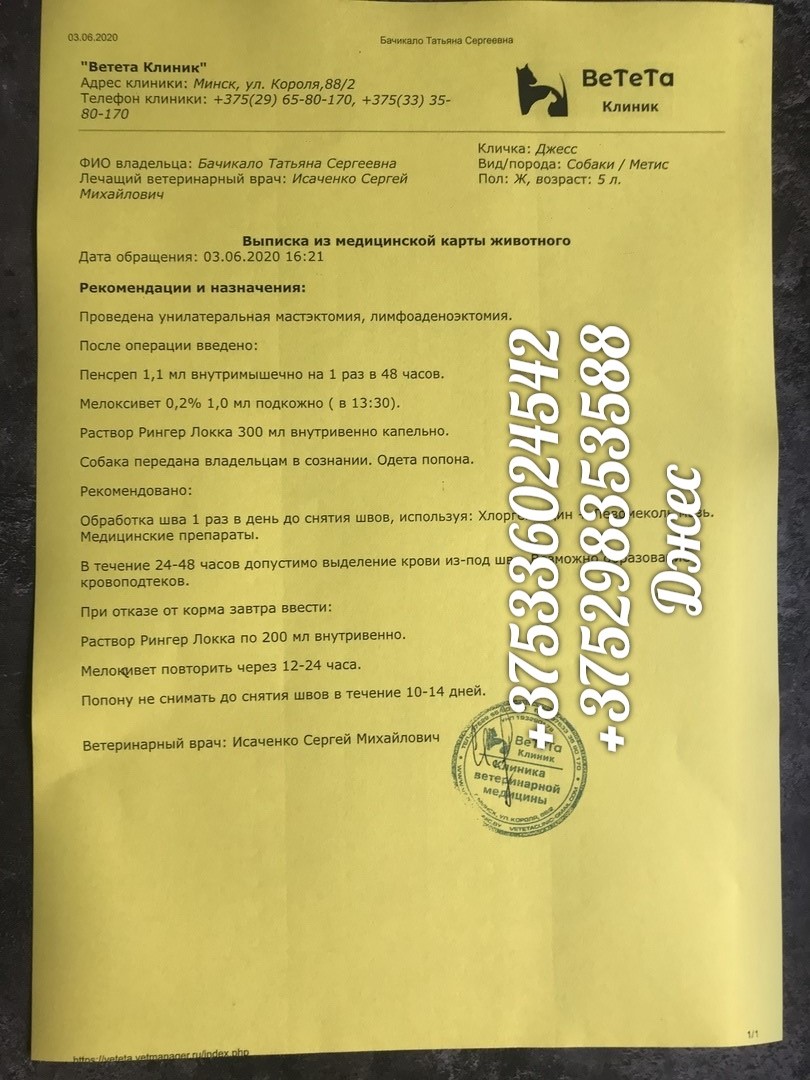 03.06.2020
Бачикало Татьяна Сергеевна
"Ветета Клиник"
Адрес клиники: Минск, ул. Короля,88/2
Телефон клиники: +375(29) 65-80-170, +375(33) 35-
80-170
ВеТеТа
Клиник
ФИО владельца: Бачикало Татьяна Сергеевна
Лечащий ветеринарный врач: Исаченко Сергей
Михайлович
Кличка: Джесс
Вид/порода: Собаки / Метис
Пол: Ж, возраст: 5 л.
Выписка из медицинской карты животного
Дата обращения: 03.06.2020 16:21
Рекомендации и назначения:
Проведена унилатеральная мастэктомия, лимфоаденоэктомия.
После операции введено:
Пенсреп 1,1 мл внутримышечно на 1 раз в 48 часов.
Мелоксивет 0,2% 1,0 мл подкожно ( в 13:30).
Раствор Рингер Локка 300 мл внутривенно капельно.
Собака передана владельцам в сознании. Одета попона.
Рекомендовано:
Обработка шва 1 раз в день до снятия швов, используя:
Медицинские препараты.
В течение 24-48 часов допустимо выделение крови из-под
кровоподтеков.
При отказе от корма завтра ввести:
Раствор Рингер Локка по 200 мл внутривенно.
Мелоксивет повторить через 12-24 часа.
Попону не снимать до снятия швов в течение 10-14 дней.
Ветеринарный врач: Исаченко Сергей Михайлович
Клиник
Клиника
ветеринарной
медицины
+375336024542
+375298353588
Джес
https://veteta.vetmanager.ru/index.php
1/1